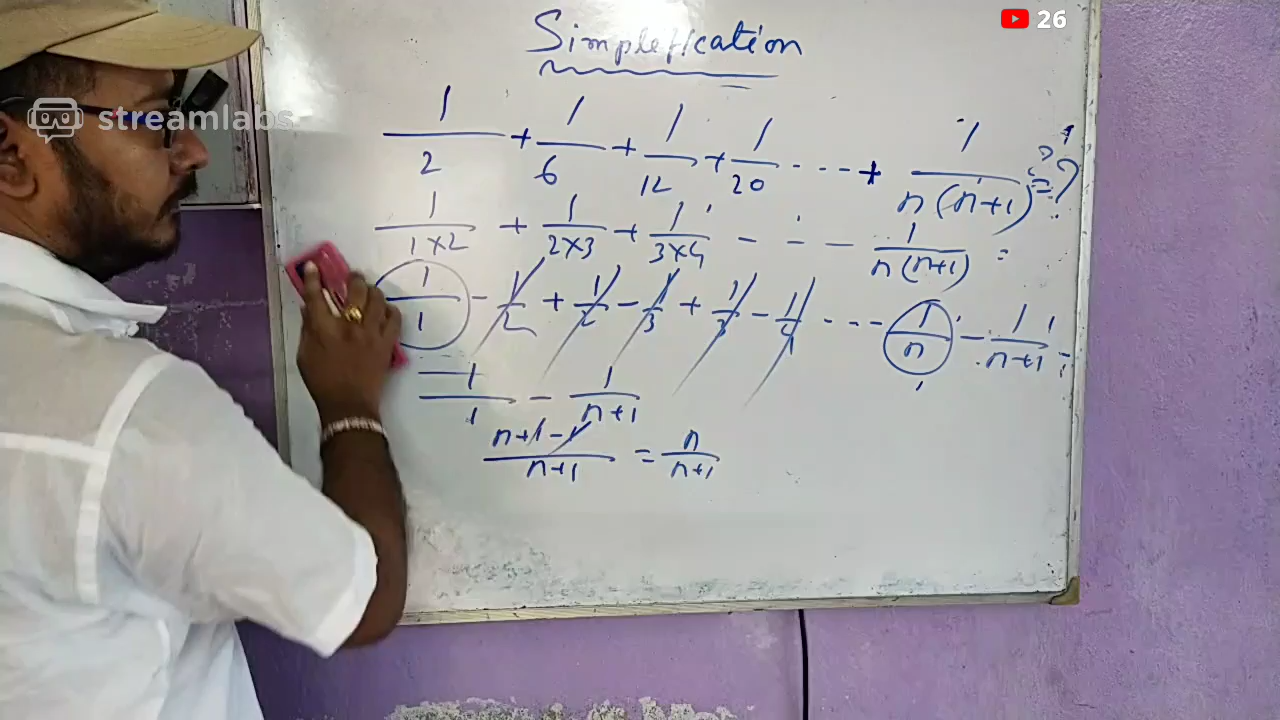 26
streamlabs
Simplefication
1/2 + 1/6 + 1/12 + 1/20 ---- + 1/n(n+1) = ?
1/1×2 + 1/2×3 + 1/3×4 - - - 1/n(n+1) =
1/1 - 1/2 + 1/2 - 1/3 + 1/3 - 1/4 --- 1/n - 1/n+1
1/1 - 1/n+1
n+1-1/n+1 = n/n+1